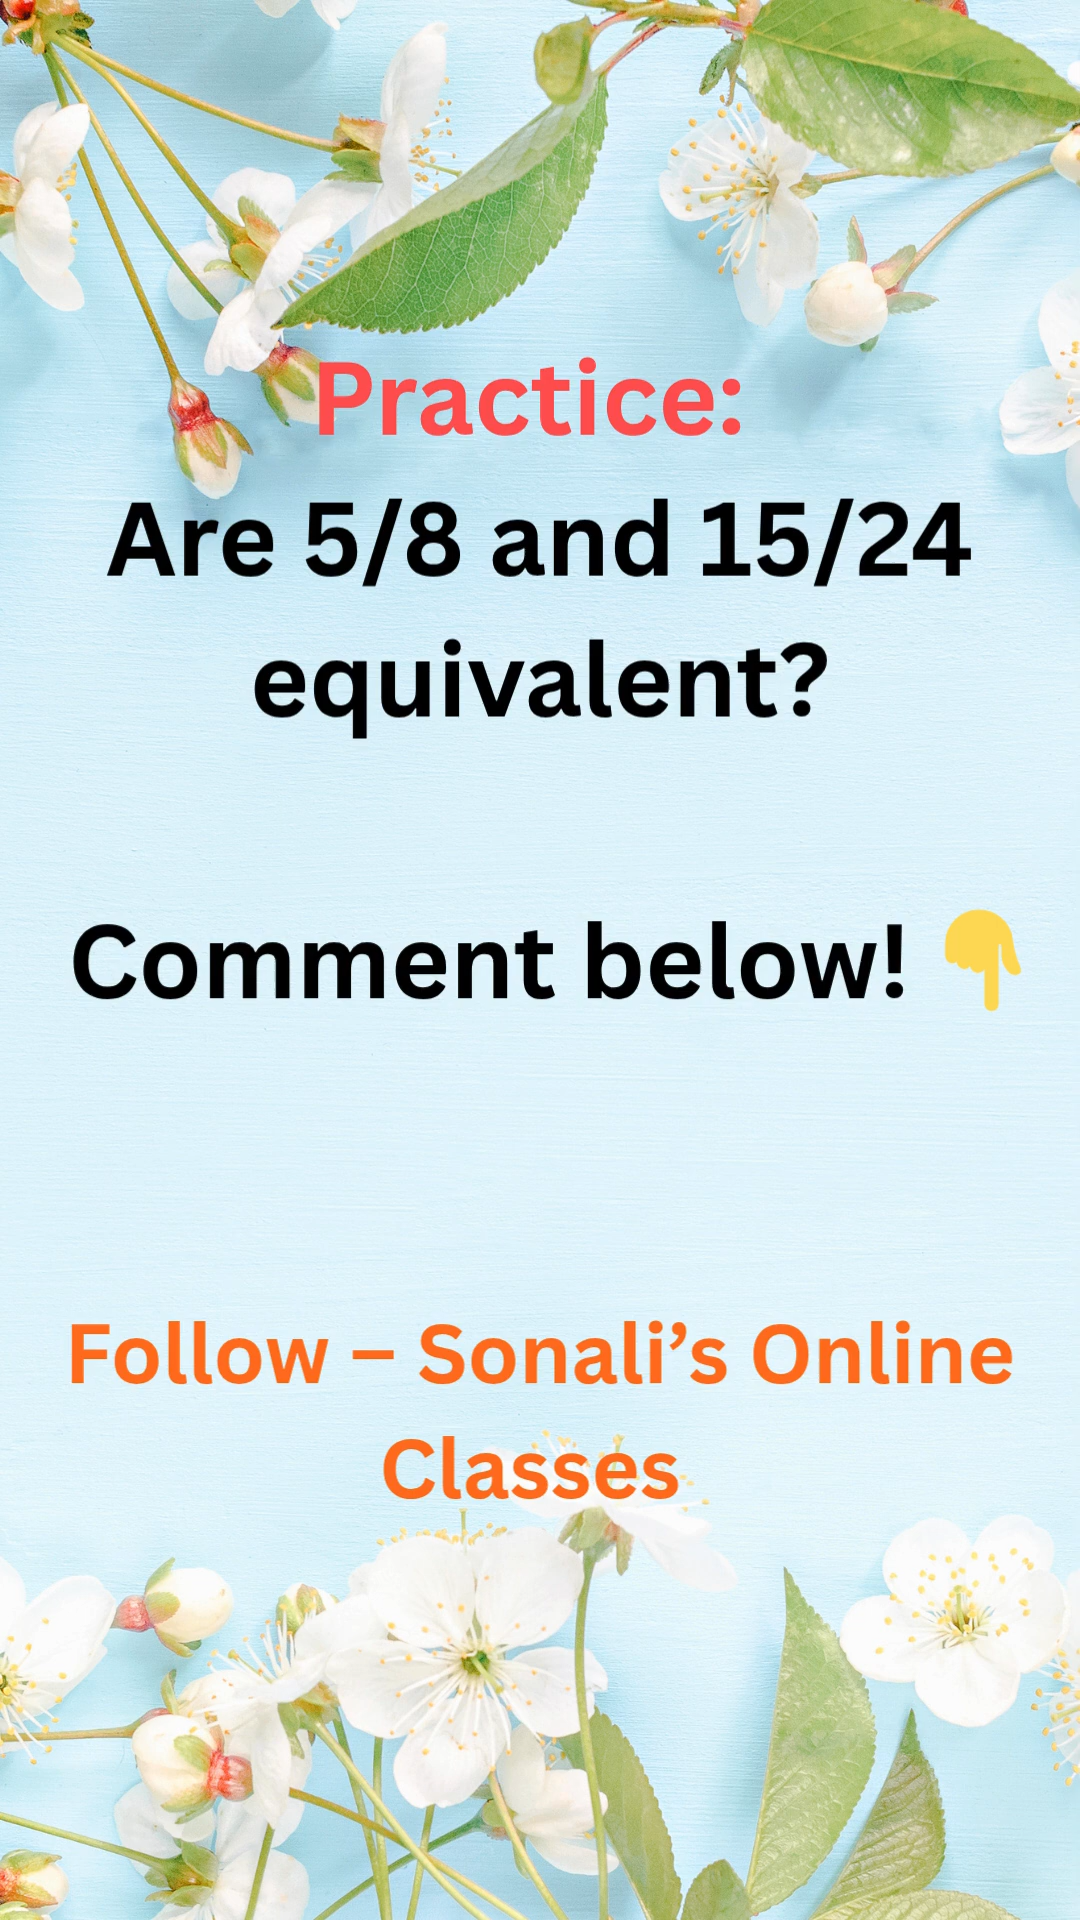 Practice:
Are 5/8 and 15/24
equivalent?
Comment below! 👇
Follow – Sonali’s Online
Classes